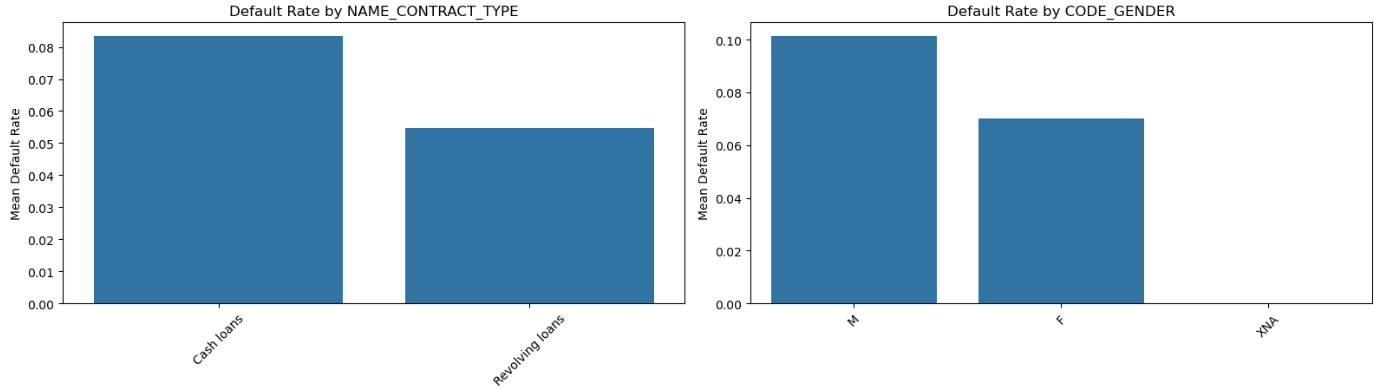 Default Rate by NAME_CONTRACT_TYPE
Mean Default Rate
0.08
0.07
0.06
0.05
0.04
0.03
0.02
0.01
0.00
Cash loans
Revolving loans
Default Rate by CODE_GENDER
Mean Default Rate
0.10
0.08
0.06
0.04
0.02
0.00
M
F
XNA